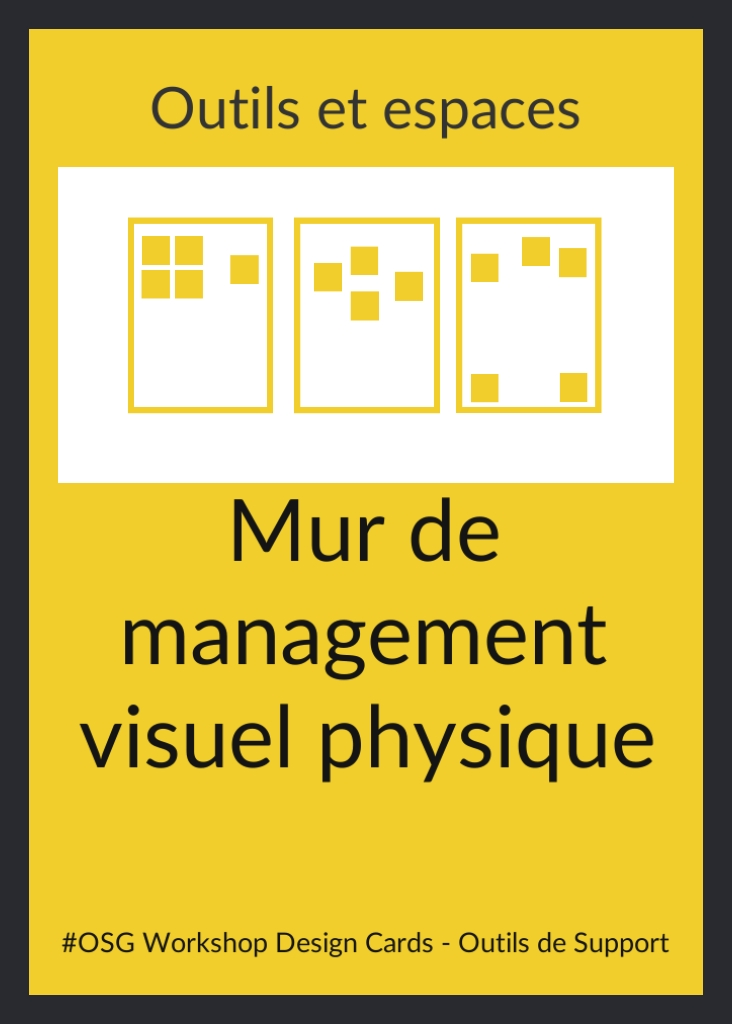 Outils et espaces
Mur de
management
visuel physique
#OSG Workshop Design Cards - Outils de Support